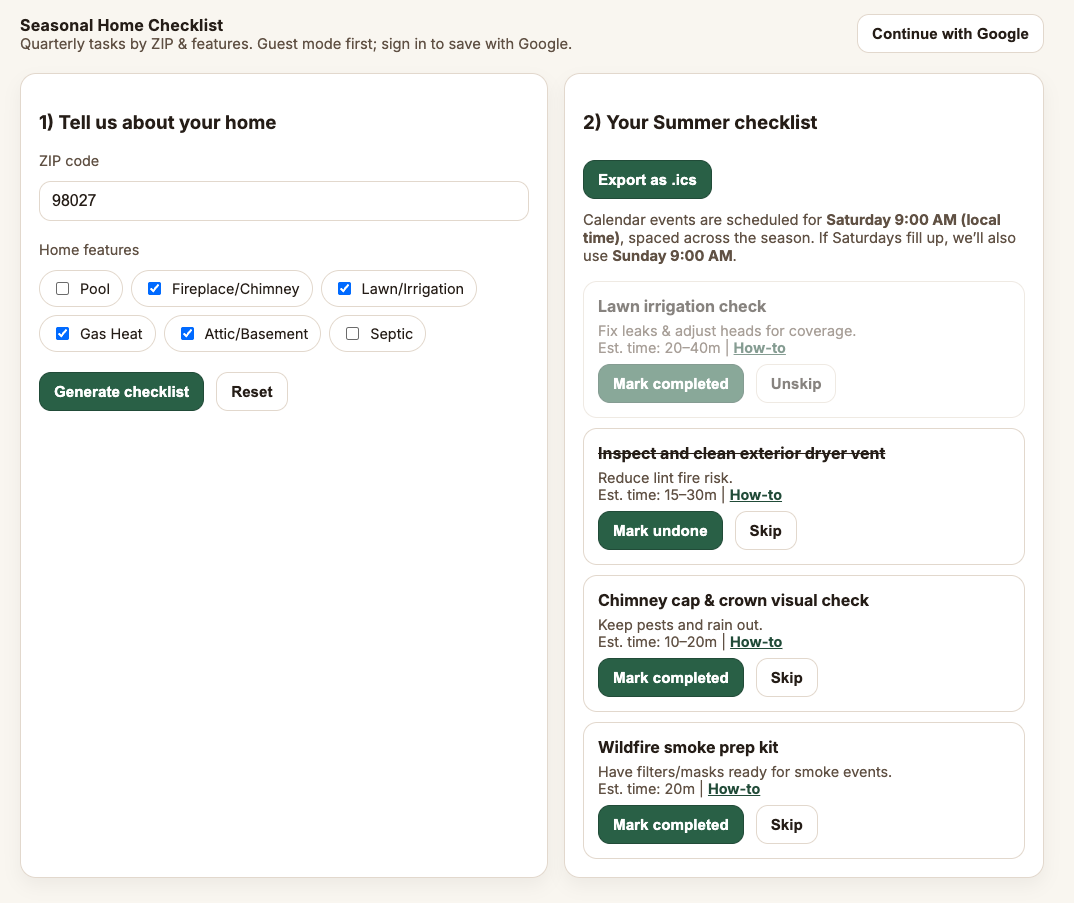 Seasonal Home Checklist
Quarterly tasks by ZIP & features. Guest mode first; sign in to save with Google.
Continue with Google
1) Tell us about your home
ZIP code
98027
Home features
Pool
Fireplace/Chimney
Lawn/Irrigation
Gas Heat
Attic/Basement
Septic
Generate checklist
Reset
2) Your Summer checklist
Export as .ics
Calendar events are scheduled for Saturday 9:00 AM (local
time), spaced across the season. If Saturdays fill up, we’ll also
use Sunday 9:00 AM.
Lawn irrigation check
Fix leaks & adjust heads for coverage.
Est. time: 20–40m | How-to
Mark completed
Unskip
Inspect and clean exterior dryer vent
Reduce lint fire risk.
Est. time: 15–30m | How-to
Mark undone
Skip
Chimney cap & crown visual check
Keep pests and rain out.
Est. time: 10–20m | How-to
Mark completed
Skip
Wildfire smoke prep kit
Have filters/masks ready for smoke events.
Est. time: 20m | How-to
Mark completed
Skip